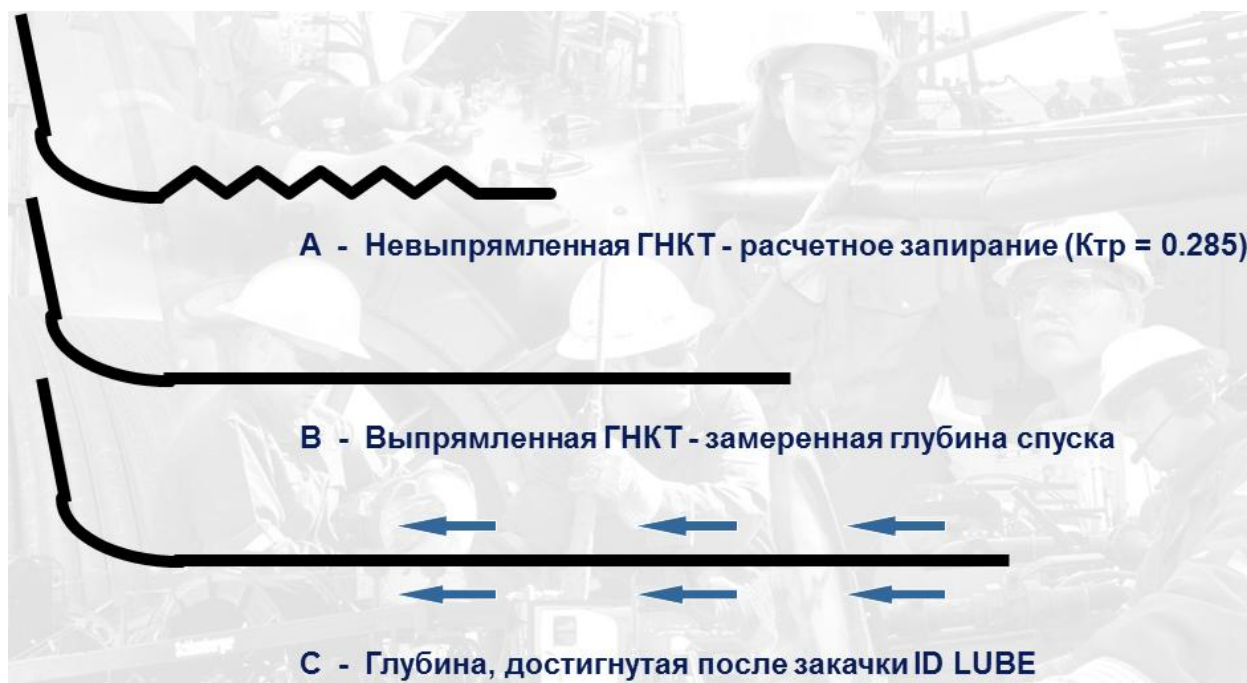 А - Невыпрямленная ГНКТ - расчетное запирание (Ктр = 0.285)
В - Выпрямленная ГНКТ - замеренная глубина спуска
С - Глубина, достигнутая после закачки ID LUBE